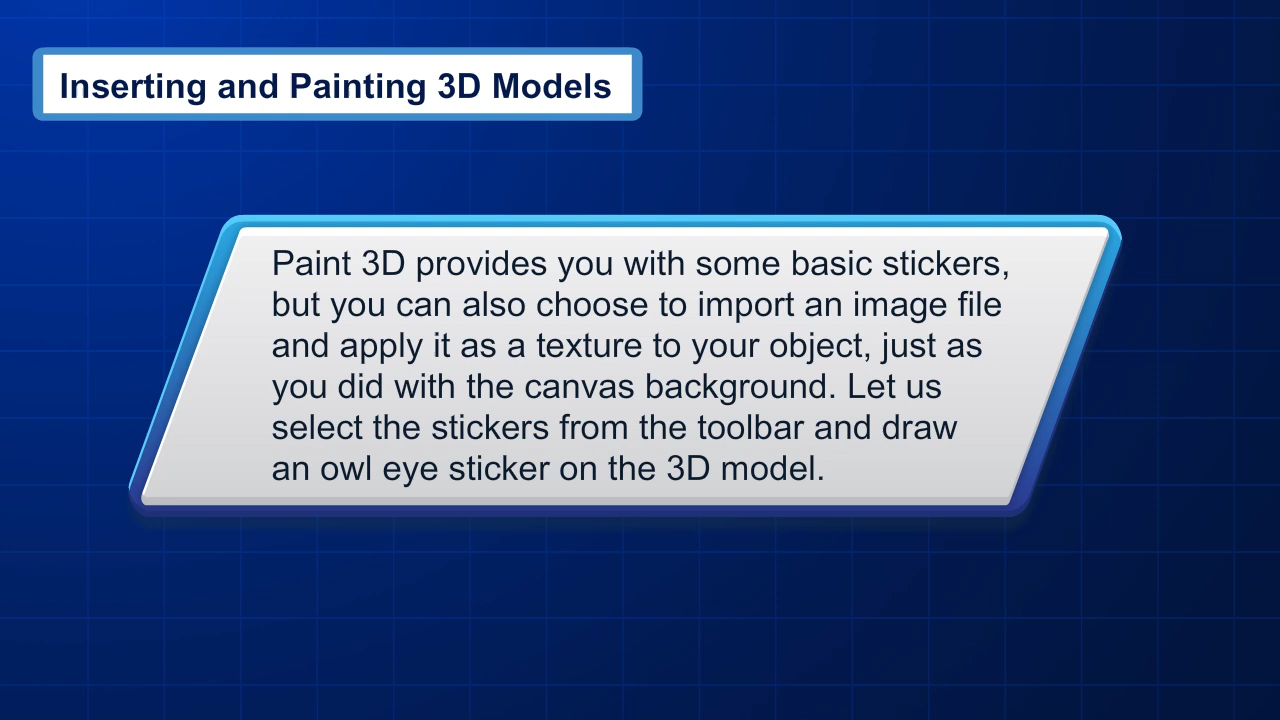 Inserting and Painting 3D Models
Paint 3D provides you with some basic stickers,
but you can also choose to import an image file
and apply it as a texture to your object, just as
you did with the canvas background. Let us
select the stickers from the toolbar and draw
an owl eye sticker on the 3D model.